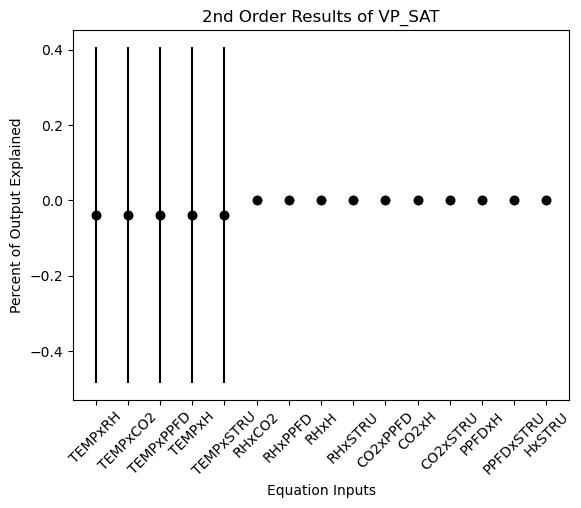 2nd Order Results of VP_SAT
Percent of Output Explained
0.4
0.2
0.0
−0.2
−0.4
TEMPxRH
TEMPxCO2
TEMPxPPFD
TEMPxH
TEMPxSTRU
RHxCO2
RHxPPFD
RHxH
RHxSTRU
CO2xPPFD
CO2xH
CO2xSTRU
PPFDxH
PPFDxSTRU
HxSTRU
Equation Inputs